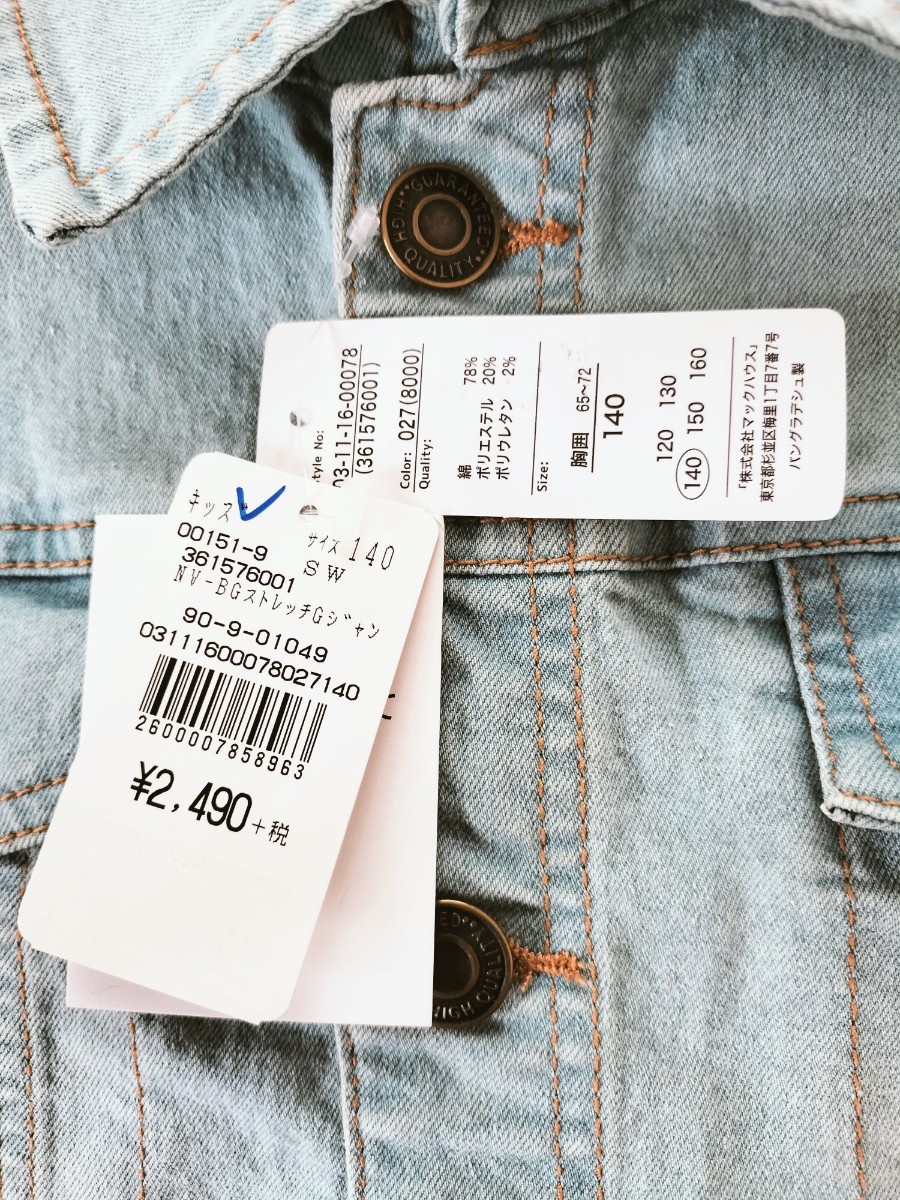 GUARANTEED
HIGH QUALITY
Style No:
03-11-16-00078
(361576001)
Color: 027(8000)
Quality:
綿 78%
ポリエステル 20%
ポリウレタン 2%
Size:
胸囲 65~72
140
120 130
140 150 160
「株式会社マックハウス」
東京都杉並区梅里1丁目7番7号
バングラデシュ製
キッズ
サイズ 140
00151-9
SW
361576001
NV-BGストレッチGジャン
90-9-01049
03111600078027140
2600007858963
¥2,490+税
HIGH QUALITY